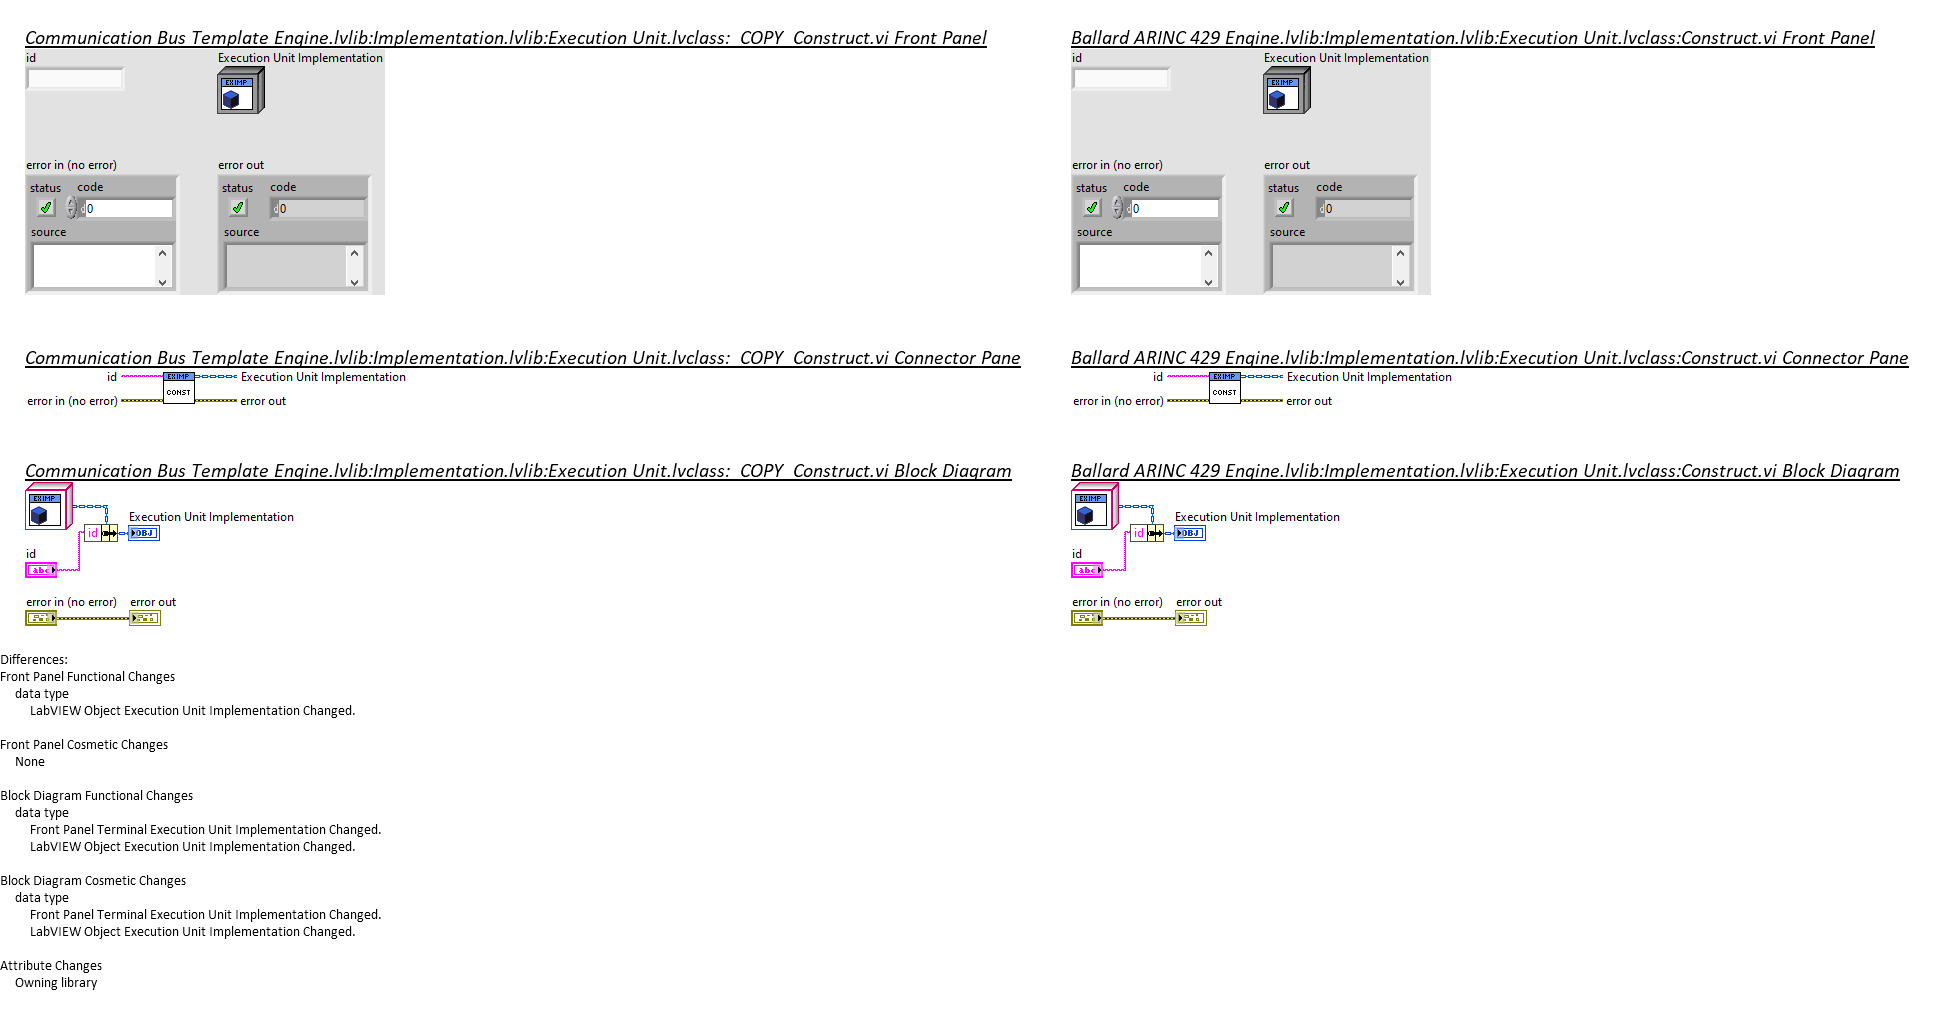 Communication Bus Template Engine.lvlib:Implementation.lvlib:Execution Unit.lvclass:_COPY_Construct.vi Front Panel
id
Execution Unit Implementation
EXIMP
error in (no error)
error out
status
code
status
code
d0
d0
source
source
Ballard ARINC 429 Engine.lvlib:Implementation.lvlib:Execution Unit.lvclass:Construct.vi Front Panel
id
Execution Unit Implementation
EXIMP
error in (no error)
error out
status
code
status
code
d0
d0
source
source
Communication Bus Template Engine.lvlib:Implementation.lvlib:Execution Unit.lvclass:_COPY_Construct.vi Connector Pane
id
EXIMP
Execution Unit Implementation
CONST
error in (no error)
error out
Ballard ARINC 429 Engine.lvlib:Implementation.lvlib:Execution Unit.lvclass:Construct.vi Connector Pane
id
EXIMP
Execution Unit Implementation
CONST
error in (no error)
error out
Communication Bus Template Engine.lvlib:Implementation.lvlib:Execution Unit.lvclass:_COPY_Construct.vi Block Diagram
EXIMP
Execution Unit Implementation
id
OBJ
id
abc
error in (no error)
error out
Ballard ARINC 429 Engine.lvlib:Implementation.lvlib:Execution Unit.lvclass:Construct.vi Block Diagram
EXIMP
Execution Unit Implementation
id
OBJ
id
abc
error in (no error)
error out
Differences:
Front Panel Functional Changes
data type
LabVIEW Object Execution Unit Implementation Changed.
Front Panel Cosmetic Changes
None
Block Diagram Functional Changes
data type
Front Panel Terminal Execution Unit Implementation Changed.
LabVIEW Object Execution Unit Implementation Changed.
Block Diagram Cosmetic Changes
data type
Front Panel Terminal Execution Unit Implementation Changed.
LabVIEW Object Execution Unit Implementation Changed.
Attribute Changes
Owning library